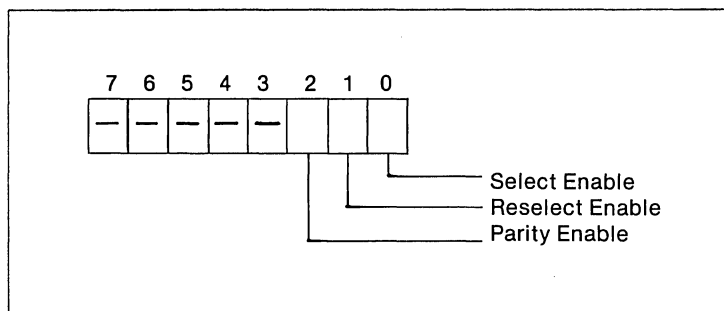 7 6 5 4 3 2 1 0
— — — — —
Select Enable
Reselect Enable
Parity Enable